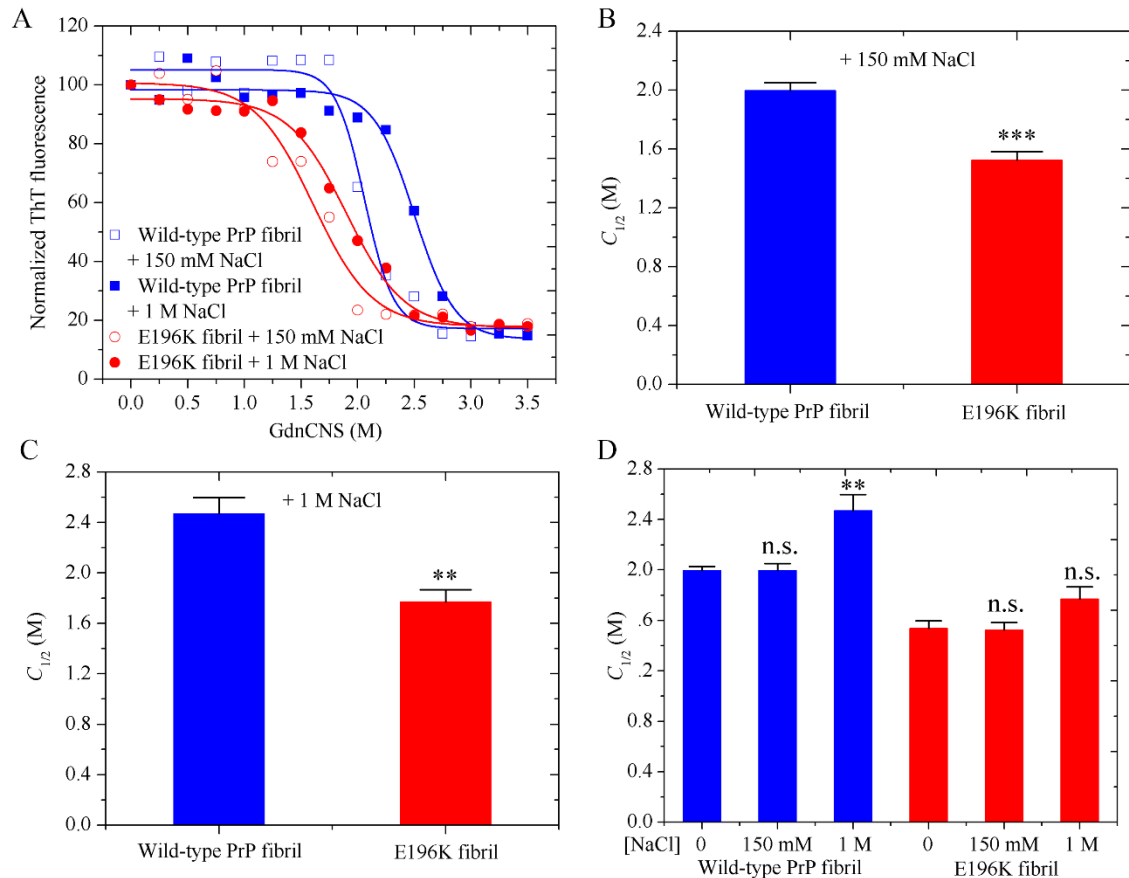 A
120
100
80
60
40
20
0
Normalized ThT fluorescence
Wild-type PrP fibril
+ 150 mM NaCl
Wild-type PrP fibril
+ 1 M NaCl
E196K fibril + 150 mM NaCl
E196K fibril + 1 M NaCl
0.0 0.5 1.0 1.5 2.0 2.5 3.0 3.5
GdnCNS (M)
B
2.4
2.0
1.6
1.2
0.8
0.4
0.0
C1/2 (M)
+ 150 mM NaCl
***
Wild-type PrP fibril E196K fibril
C
2.8
2.4
2.0
1.6
1.2
0.8
0.4
0.0
C1/2 (M)
+ 1 M NaCl
**
Wild-type PrP fibril E196K fibril
D
2.8
2.4
2.0
.6
1.2
0.8
0.4
0.0
C1/2 (M)
n.s. ** n.s. n.s.
[NaCl] 0 150 mM 1 M 0 150 mM 1 M
Wild-type PrP fibril E196K fibril